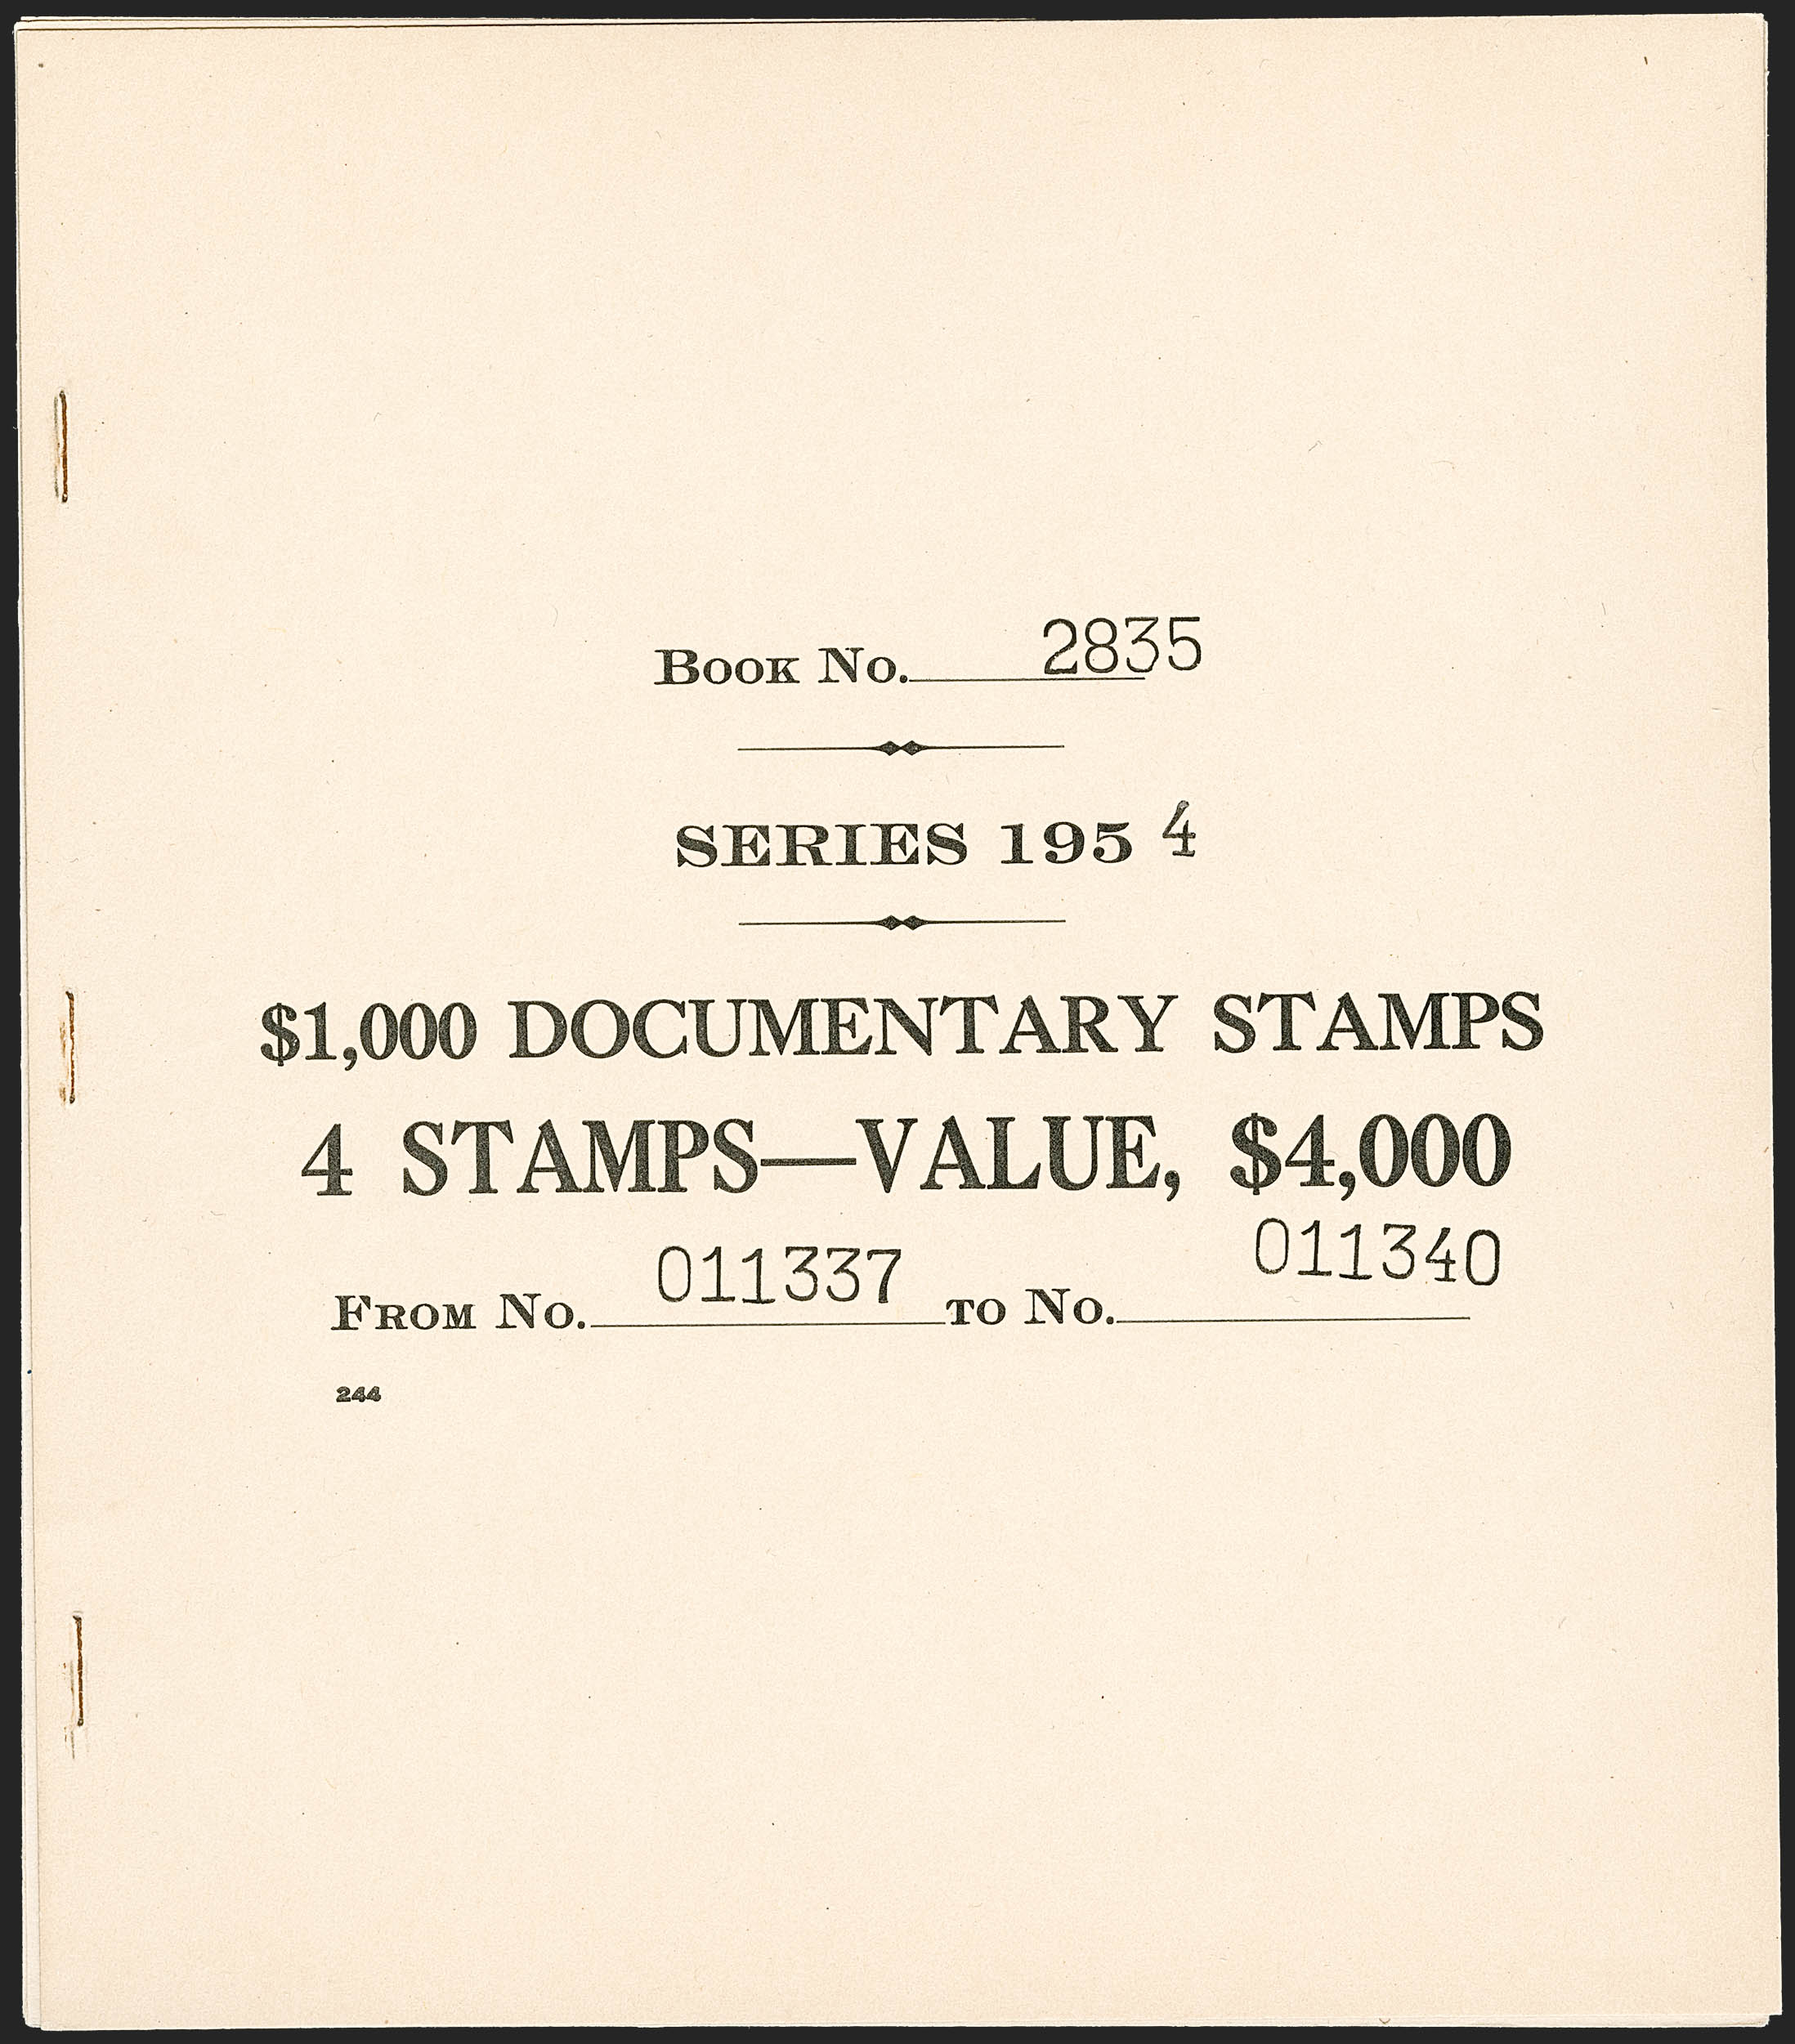 Book No. 2835
SERIES 195 4
$1,000 DOCUMENTARY STAMPS
4 STAMPS—VALUE, $4,000
From No. 011337 to No. 011340
244